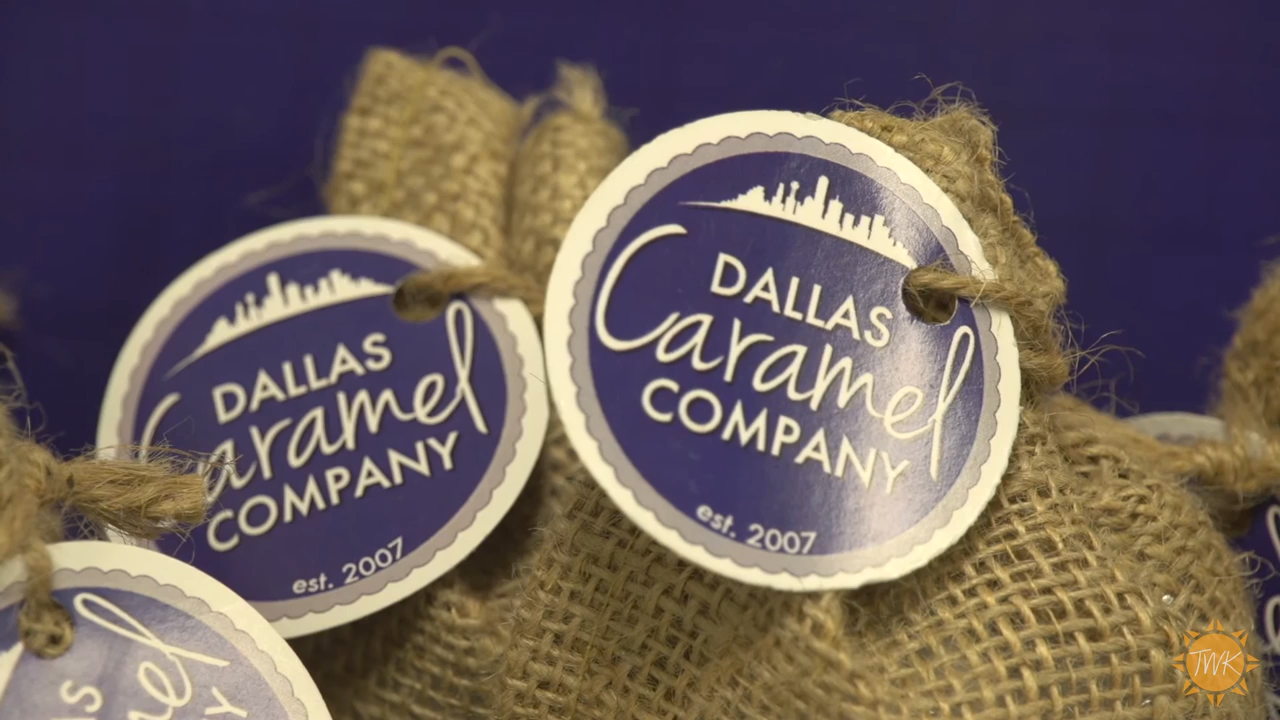 DALLAS
Caramel
COMPANY
est. 2007
DALLAS
Caramel
COMPANY
est. 2007
TWK